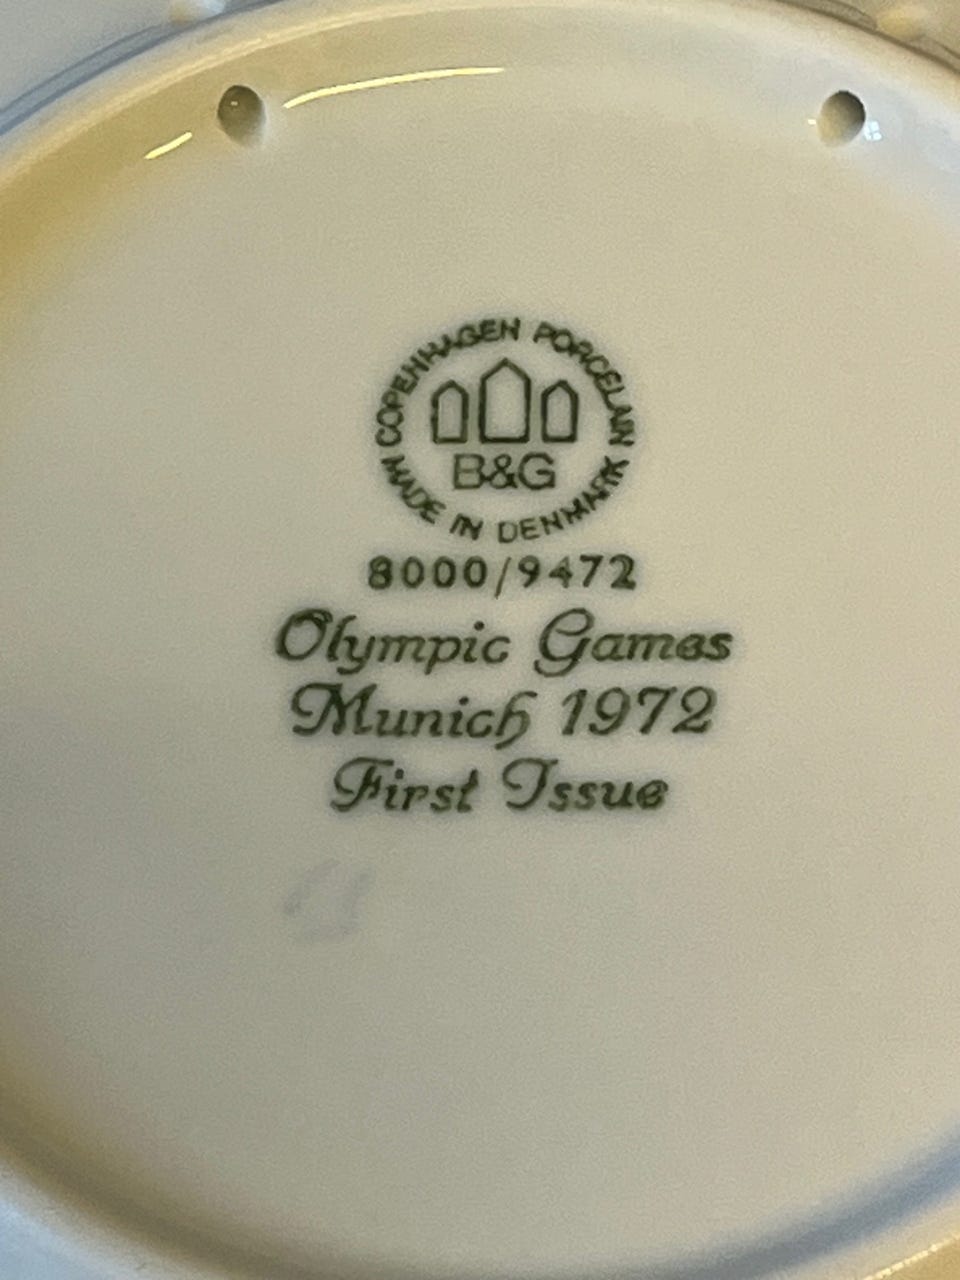 COPENHAGEN PORCELAIN
B&G
MADE IN DENMARK
8000/9472
Olympic Games
Munich 1972
First Issue